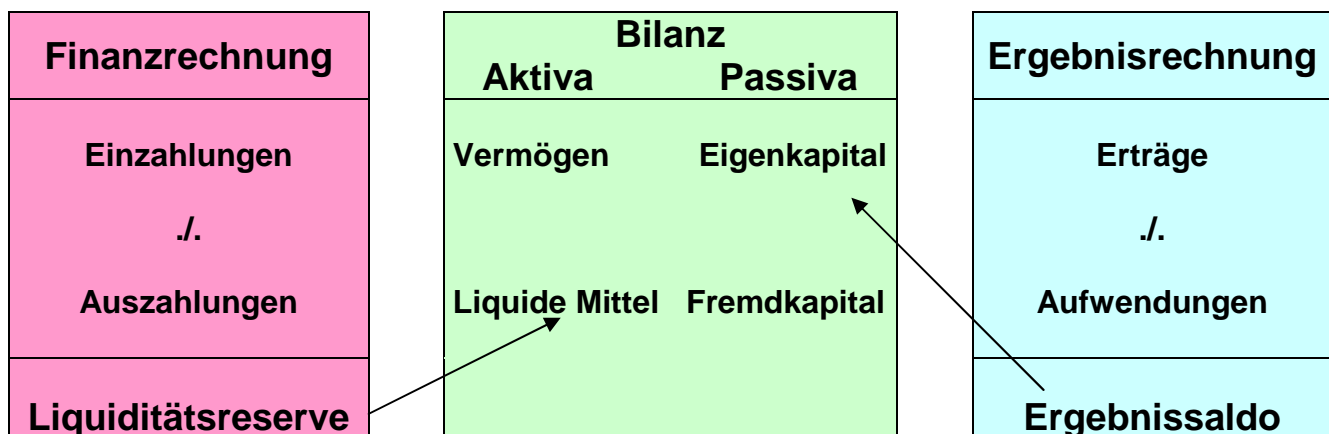 Finanzrechnung
Einzahlungen
./.
Auszahlungen
Liquiditätsreserve
Bilanz
Aktiva Passiva
Vermögen Eigenkapital
Liquide Mittel Fremdkapital
Ergebnisrechnung
Erträge
./.
Aufwendungen
Ergebnissaldo